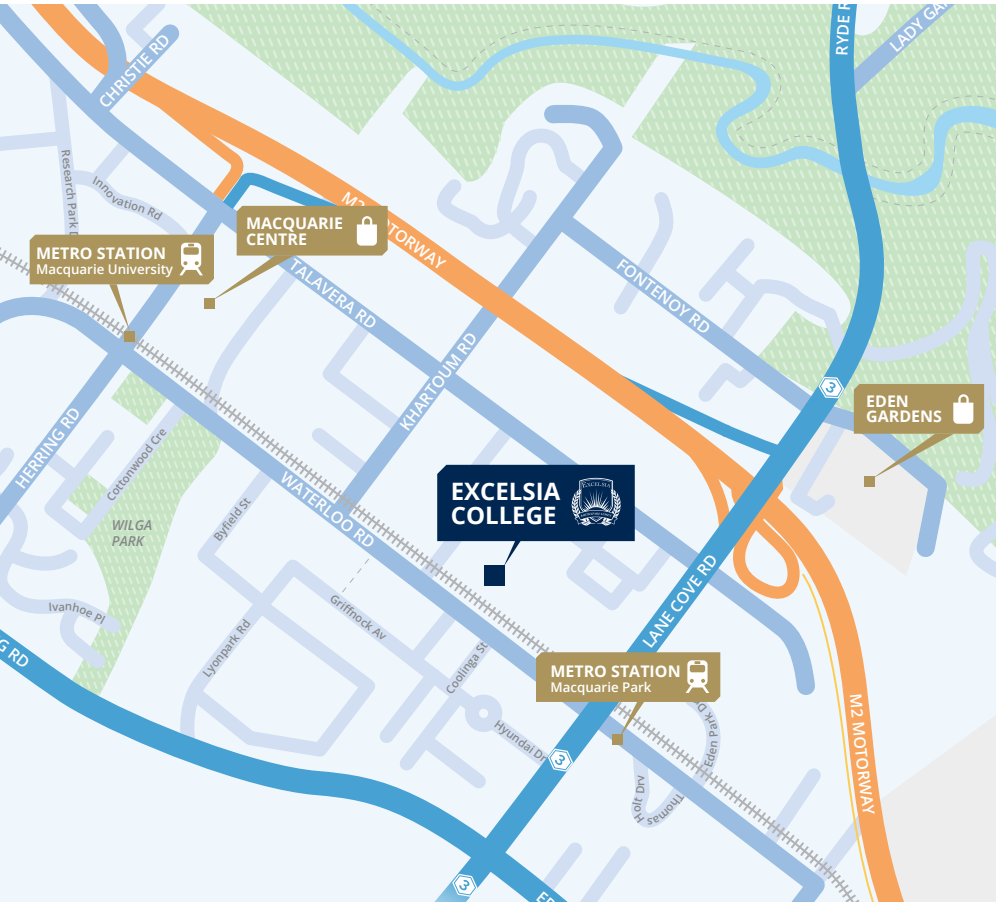 RYDE R
LADY GA
CHRISTIE RD
Research Park D
Innovation Rd
M2 MOTORWAY
MACQUARIE
CENTRE
METRO STATION
Macquarie University
TALAVERA RD
FONTENOY RD
KHARTOUM RD
3
EDEN
GARDENS
HERRING RD
Cottonwood Cre
WATERLOO RD
EXCELSIA
COLLEGE
EXCELSIA
Byfield St
WILGA
PARK
LANE COVE RD
Ivanhoe Pl
Griffnock Av
G RD
Lyonpark Rd
Coolinga St
METRO STATION
Macquarie Park
Eden Park D
M2 MOTORWAY
Hyundai Dr
3
Holt Drv
Thomas
3
EP